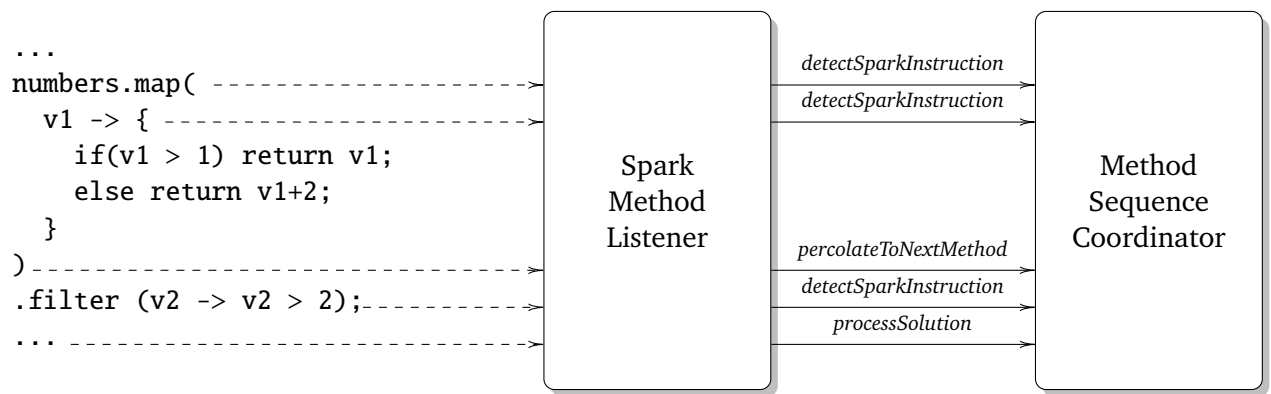 ...
numbers.map(
v1 -> {
if(v1 > 1) return v1;
else return v1+2;
}
)
.filter (v2 -> v2 > 2);
...
Spark
Method
Listener
detectSparkInstruction
detectSparkInstruction
percolateToNextMethod
detectSparkInstruction
processSolution
Method
Sequence
Coordinator